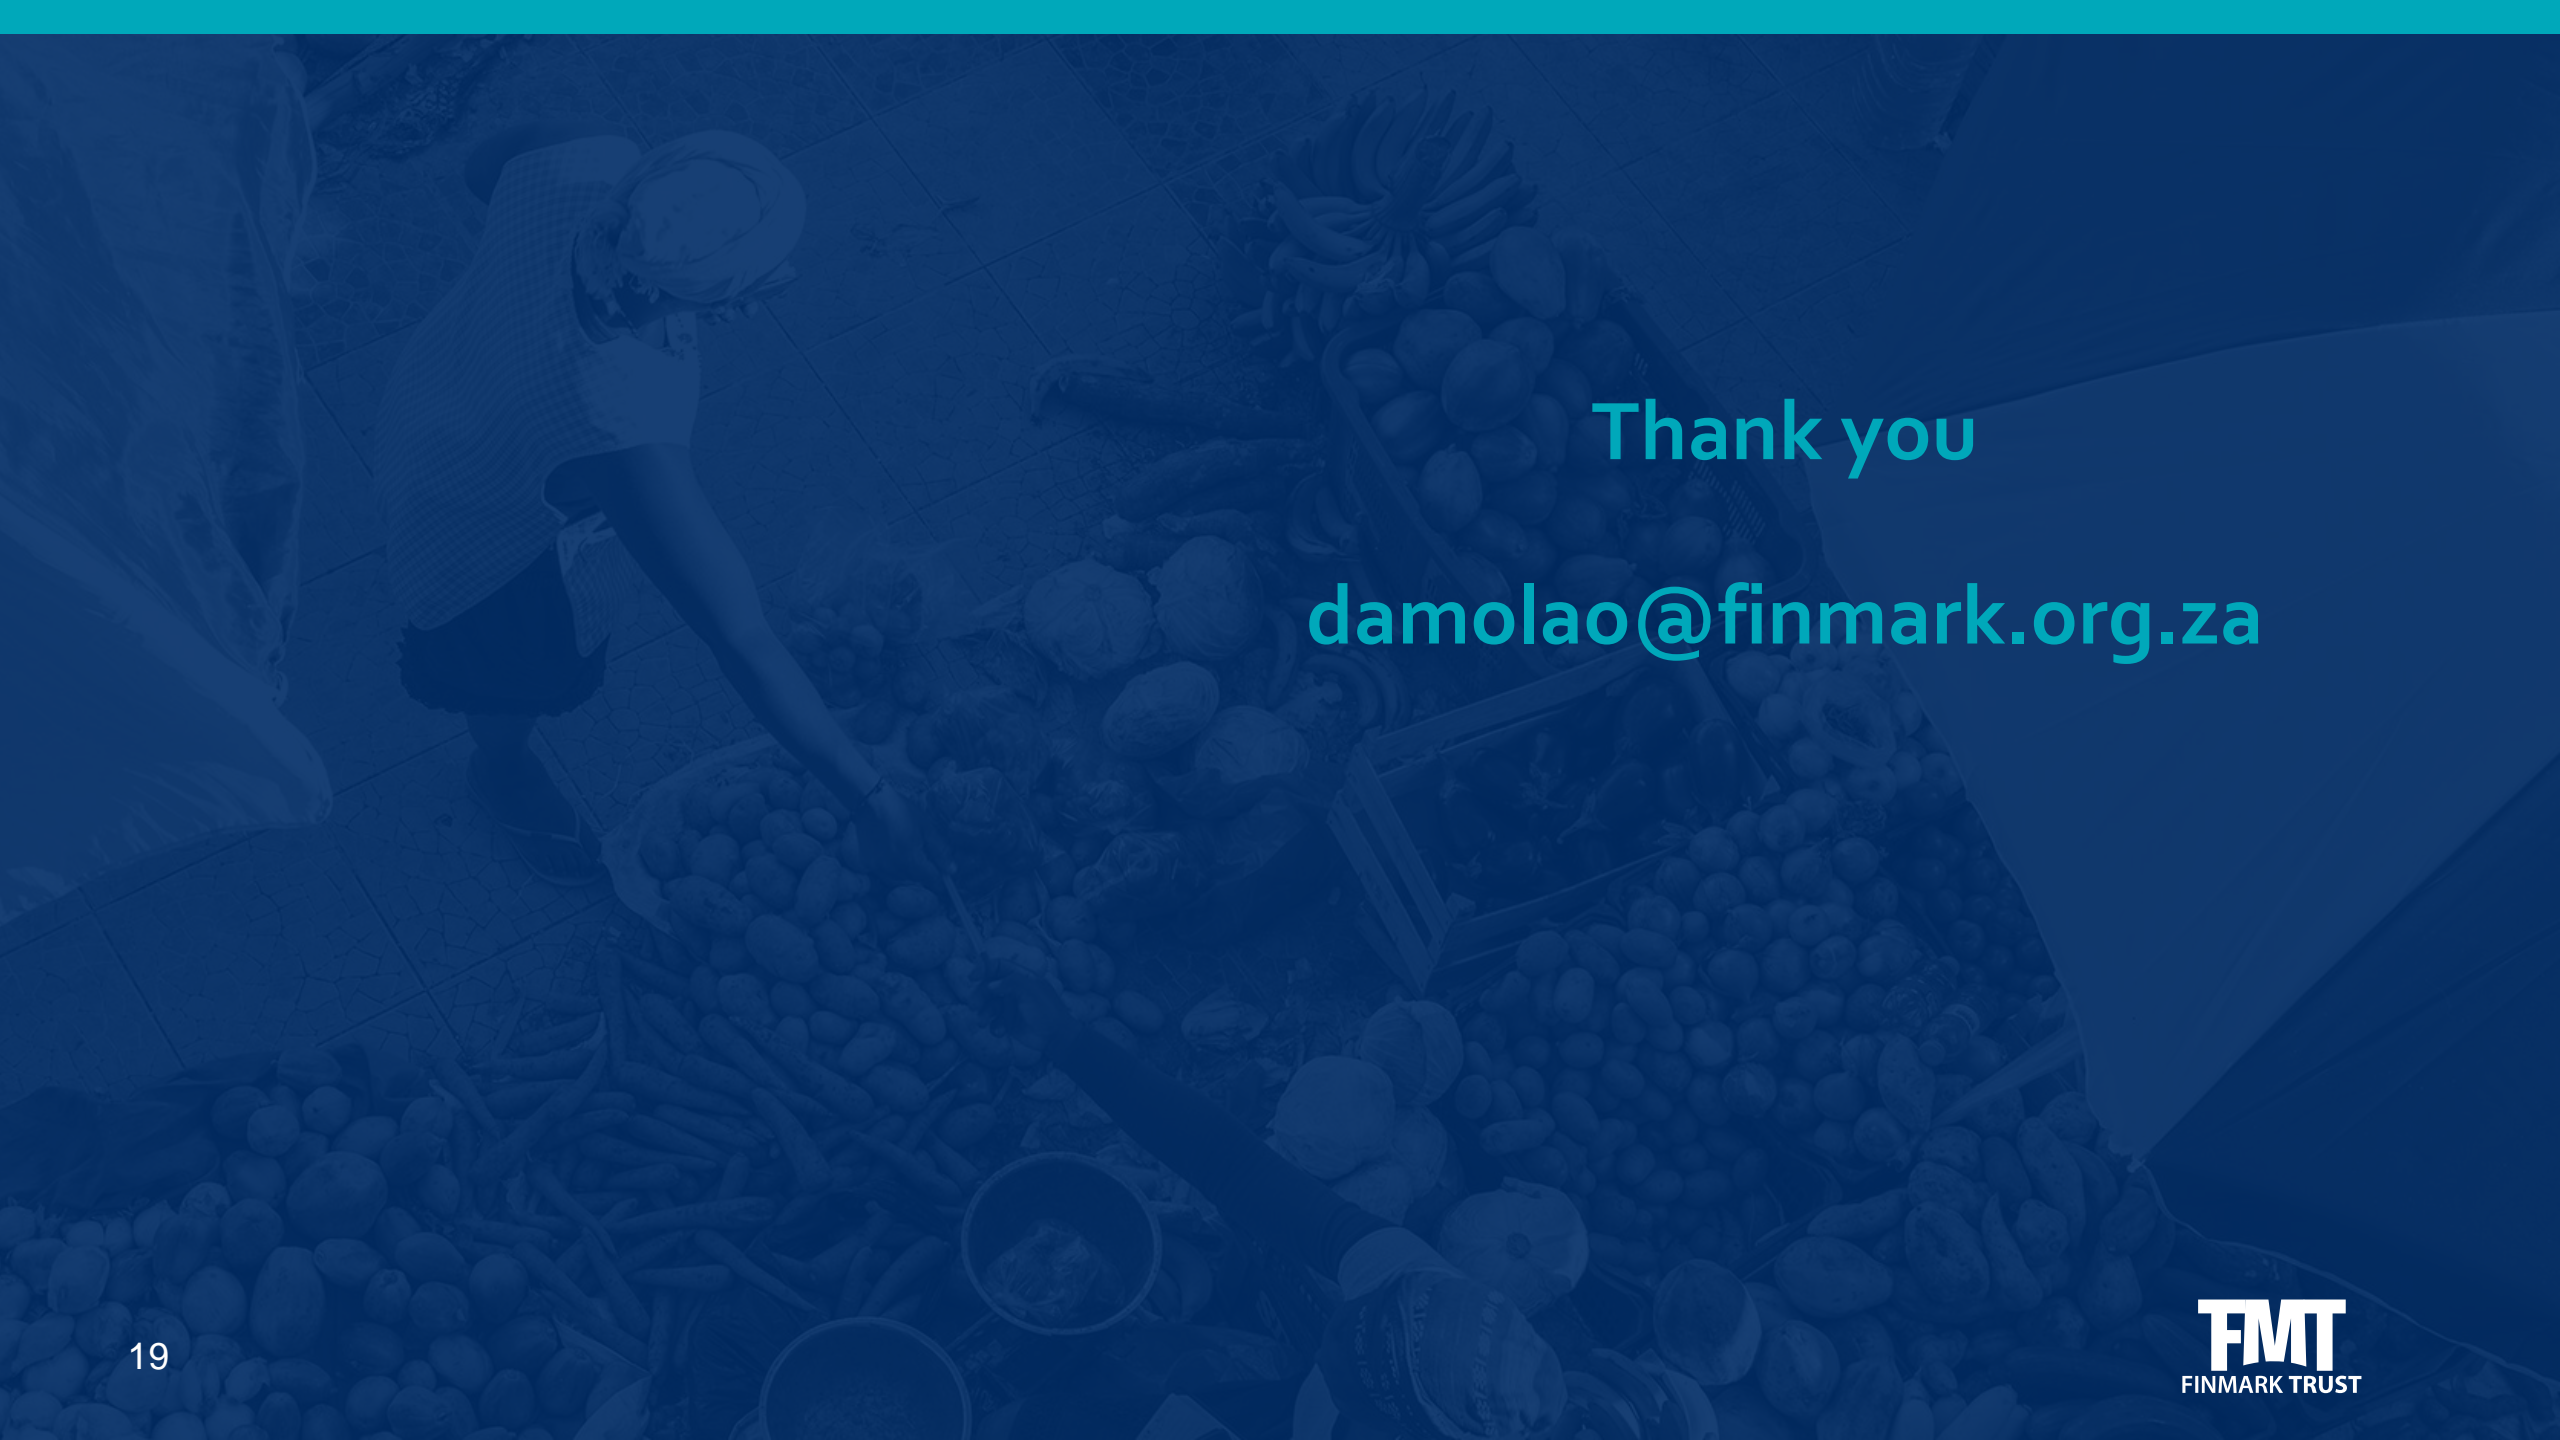 Thank you
damolao@finmark.org.za
19
FMT
FINMARK TRUST